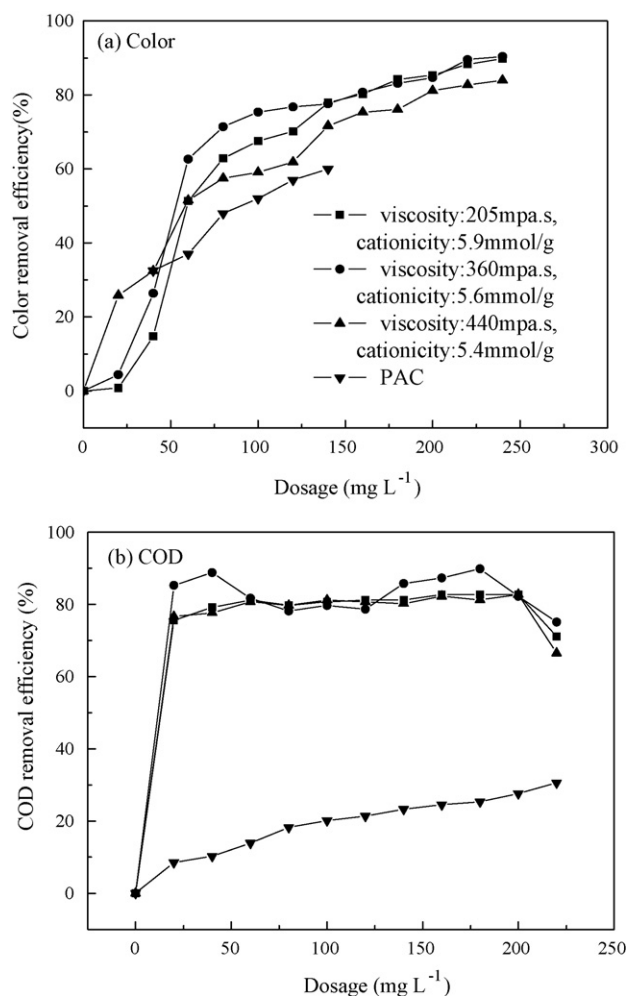 (a) Color
100
80
60
40
20
0
Color removal efficiency(%)
viscosity:205mpa.s,
cationicity:5.9mmol/g
viscosity:360mpa.s,
cationicity:5.6mmol/g
viscosity:440mpa.s,
cationicity:5.4mmol/g
PAC
0 50 100 150 200 250 300
Dosage (mg L⁻¹)
(b) COD
100
80
60
40
20
0
COD removal efficiency (%)
0 50 100 150 200 250
Dosage (mg L⁻¹)